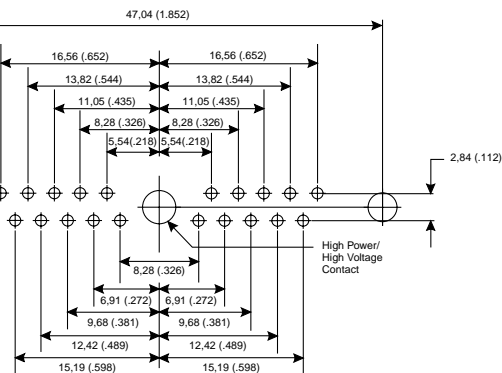 47,04 (1.852)
16,56 (.652) 16,56 (.652)
13,82 (.544) 13,82 (.544)
11,05 (.435) 11,05 (.435)
8,28 (.326) 8,28 (.326)
5,54(.218) 5,54(.218)
2,84 (.112)
High Power/
High Voltage
Contact
8,28 (.326)
6,91 (.272) 6,91 (.272)
9,68 (.381) 9,68 (.381)
12,42 (.489) 12,42 (.489)
15,19 (.598) 15,19 (.598)